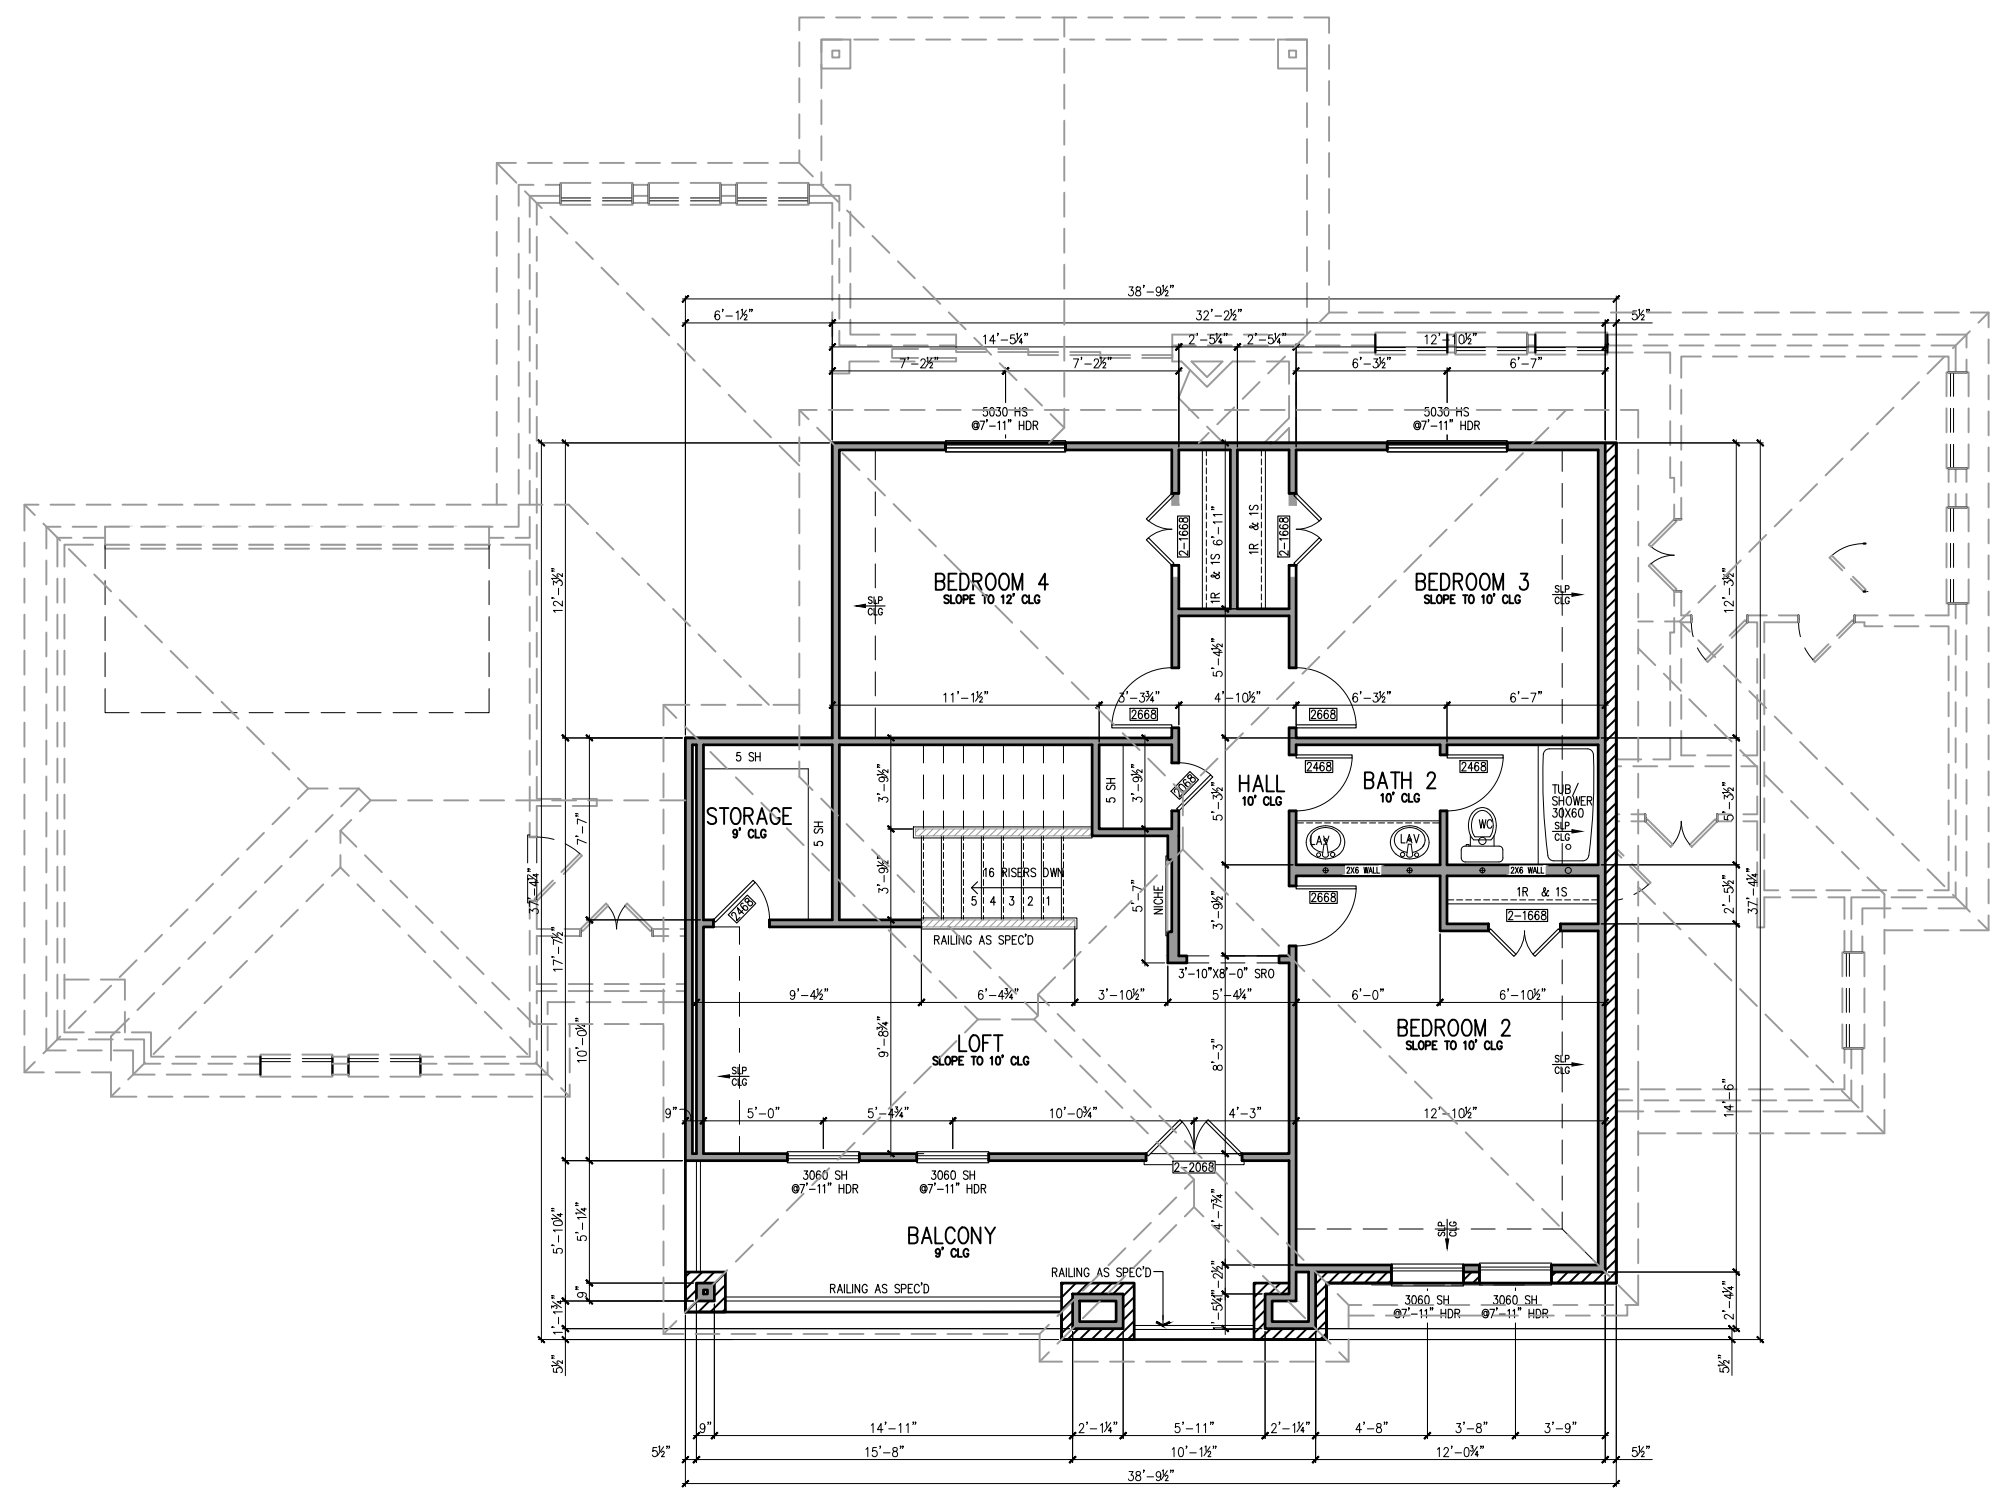 38'-9½"
6'-1½"
32'-2½"
5½"
14'-5¼"
2'-5¼"
2'-5¼"
12'-10½"
7'-2½"
7'-2½"
6'-3½"
6'-7"
5030 HS
@7'-11" HDR
5030 HS
@7'-11" HDR
12'-3½"
12'-3½"
2-1668
1R & 1S 6'-11"
1R & 1S
2-1668
BEDROOM 4
SLOPE TO 12' CLG
BEDROOM 3
SLOPE TO 10' CLG
SLP
CLG
SLP
CLG
5'-4½"
11'-1½"
3'-3¾"
4'-10½"
6'-3½"
6'-7"
2668
2668
5 SH
STORAGE
9' CLG
5 SH
7'-7"
3'-9½"
5 SH
3'-9½"
2068
HALL
10' CLG
5'-3½"
2468
BATH 2
10' CLG
2468
TUB/
SHOWER
30X60
SLP
CLG
5'-3½"
LAV
LAV
WC
2X6 WALL
2X6 WALL
37'-4¼"
3'-9½"
16 RISERS DWN
5 4 3 2 1
5'-7"
NICHE
3'-9½"
2668
1R & 1S
2-1668
2'-5½"
37'-4¼"
2468
17'-7½"
RAILING AS SPEC'D
3'-10"X8'-0" SRO
9'-4½"
6'-4¾"
3'-10½"
5'-4¼"
6'-0"
6'-10½"
10'-0¼"
9'-8¾"
LOFT
SLOPE TO 10' CLG
8'-3"
BEDROOM 2
SLOPE TO 10' CLG
SLP
CLG
SLP
CLG
14'-6"
9"
5'-0"
5'-4¾"
10'-0¾"
4'-3"
12'-10½"
2-2068
3060 SH
@7'-11" HDR
3060 SH
@7'-11" HDR
5'-10¼"
5'-1¼"
4'-7¾"
BALCONY
9' CLG
SLP
CLG
RAILING AS SPEC'D
RAILING AS SPEC'D
9"
1'-1¾"
5½"
3060 SH
@7'-11" HDR
3060 SH
@7'-11" HDR
2'-4¼"
5½"
9"
14'-11"
2'-1¼"
5'-11"
2'-1¼"
4'-8"
3'-8"
3'-9"
5½"
15'-8"
10'-1½"
12'-0¾"
5½"
38'-9½"